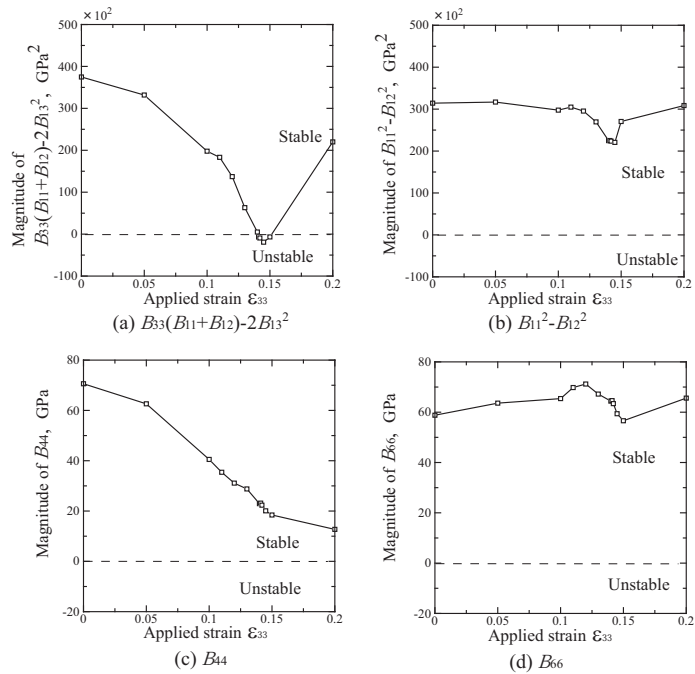 ×10²
500
400
300
200
100
0
-100
0 0.05 0.1 0.15 0.2
Magnitude of
B₃₃(B₁₁+B₁₂)-2B₁₃², GPa²
Stable
Unstable
Applied strain ε₃₃
(a) B₃₃(B₁₁+B₁₂)-2B₁₃²
×10²
500
400
300
200
100
0
-100
0 0.05 0.1 0.15 0.2
Magnitude of B₁₁²-B₁₂², GPa²
Stable
Unstable
Applied strain ε₃₃
(b) B₁₁²-B₁₂²
80
60
40
20
0
-20
0 0.05 0.1 0.15 0.2
Magnitude of B₄₄, GPa
Stable
Unstable
Applied strain ε₃₃
(c) B₄₄
80
60
40
20
0
-20
0 0.05 0.1 0.15 0.2
Magnitude of B₆₆, GPa
Stable
Unstable
Applied strain ε₃₃
(d) B₆₆